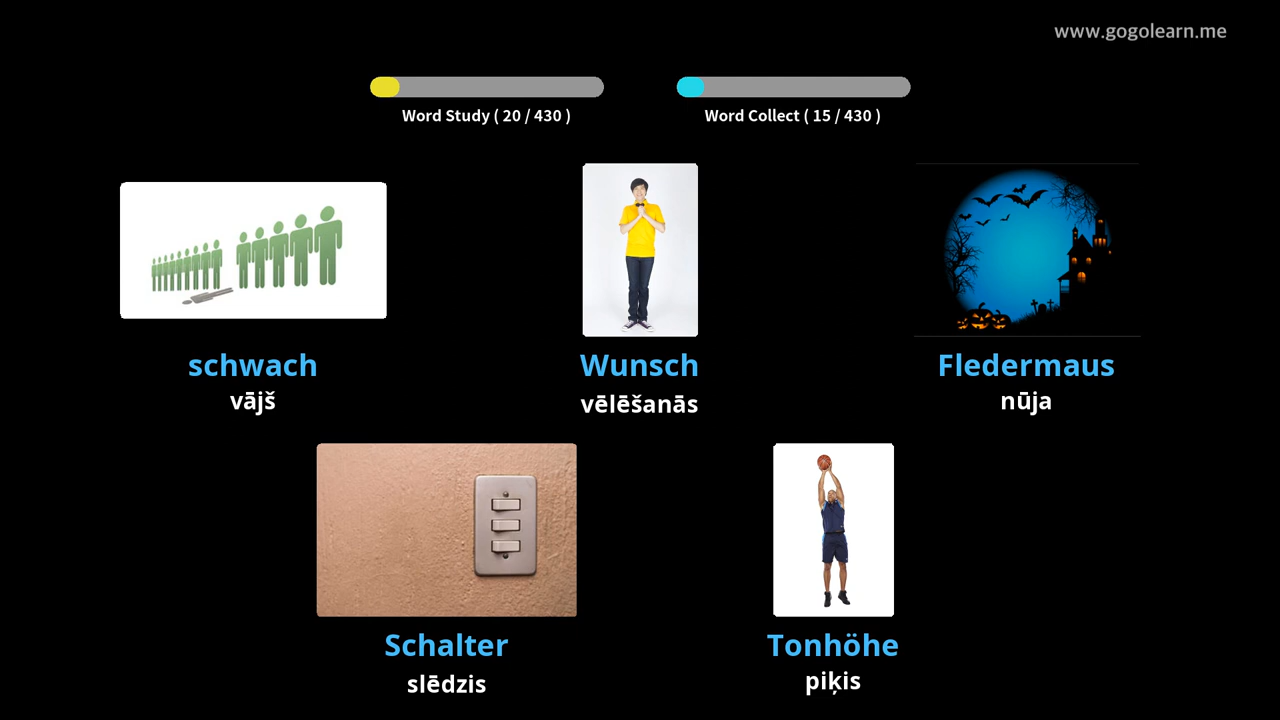 www.gogolearn.me
Word Study ( 20 / 430 )
Word Collect ( 15 / 430 )
schwach
vājš
Wunsch
vēlēšanās
Fledermaus
nūja
Schalter
slēdzis
Tonhöhe
piķis